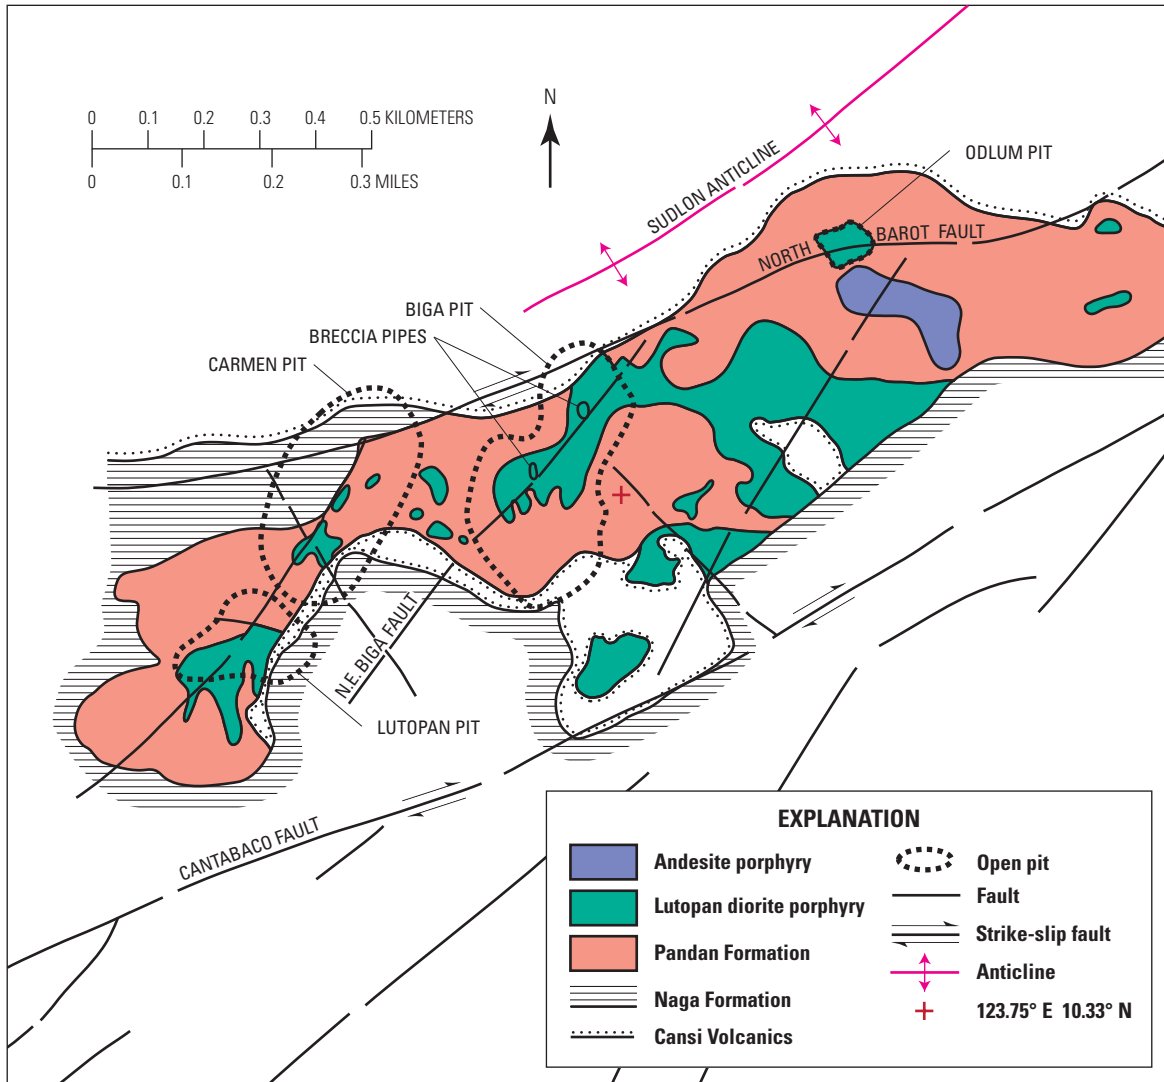 0 0.1 0.2 0.3 0.4 0.5 KILOMETERS
0 0.1 0.2 0.3 MILES
N
SUDLON ANTICLINE
ODLUM PIT
NORTH BAROT FAULT
BIGA PIT
BRECCIA PIPES
CARMEN PIT
N.E. BIGA FAULT
LUTOPAN PIT
CANTABACO FAULT
EXPLANATION
Andesite porphyry
Lutopan diorite porphyry
Pandan Formation
Naga Formation
Cansi Volcanics
Open pit
Fault
Strike-slip fault
Anticline
123.75° E 10.33° N